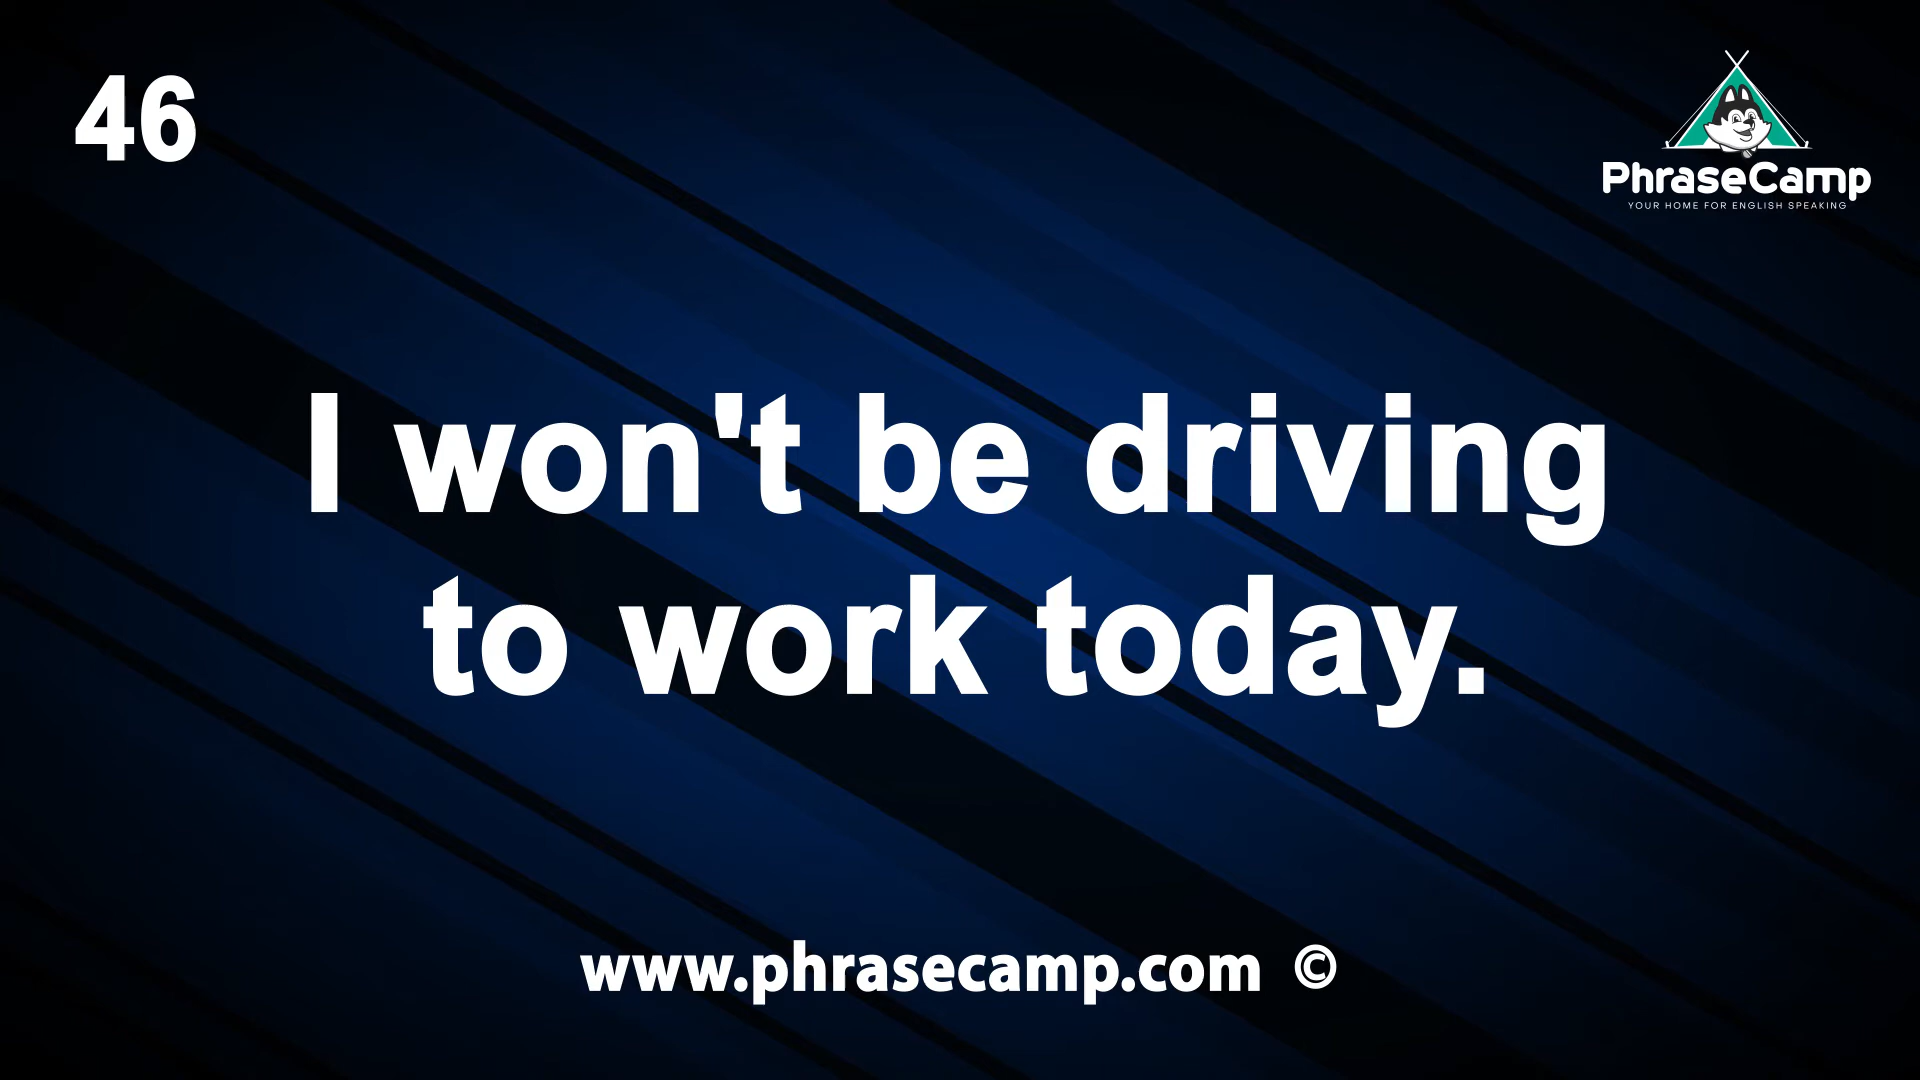 46
PhraseCamp
YOUR HOME FOR ENGLISH SPEAKING
I won't be driving
to work today.
www.phrasecamp.com ©